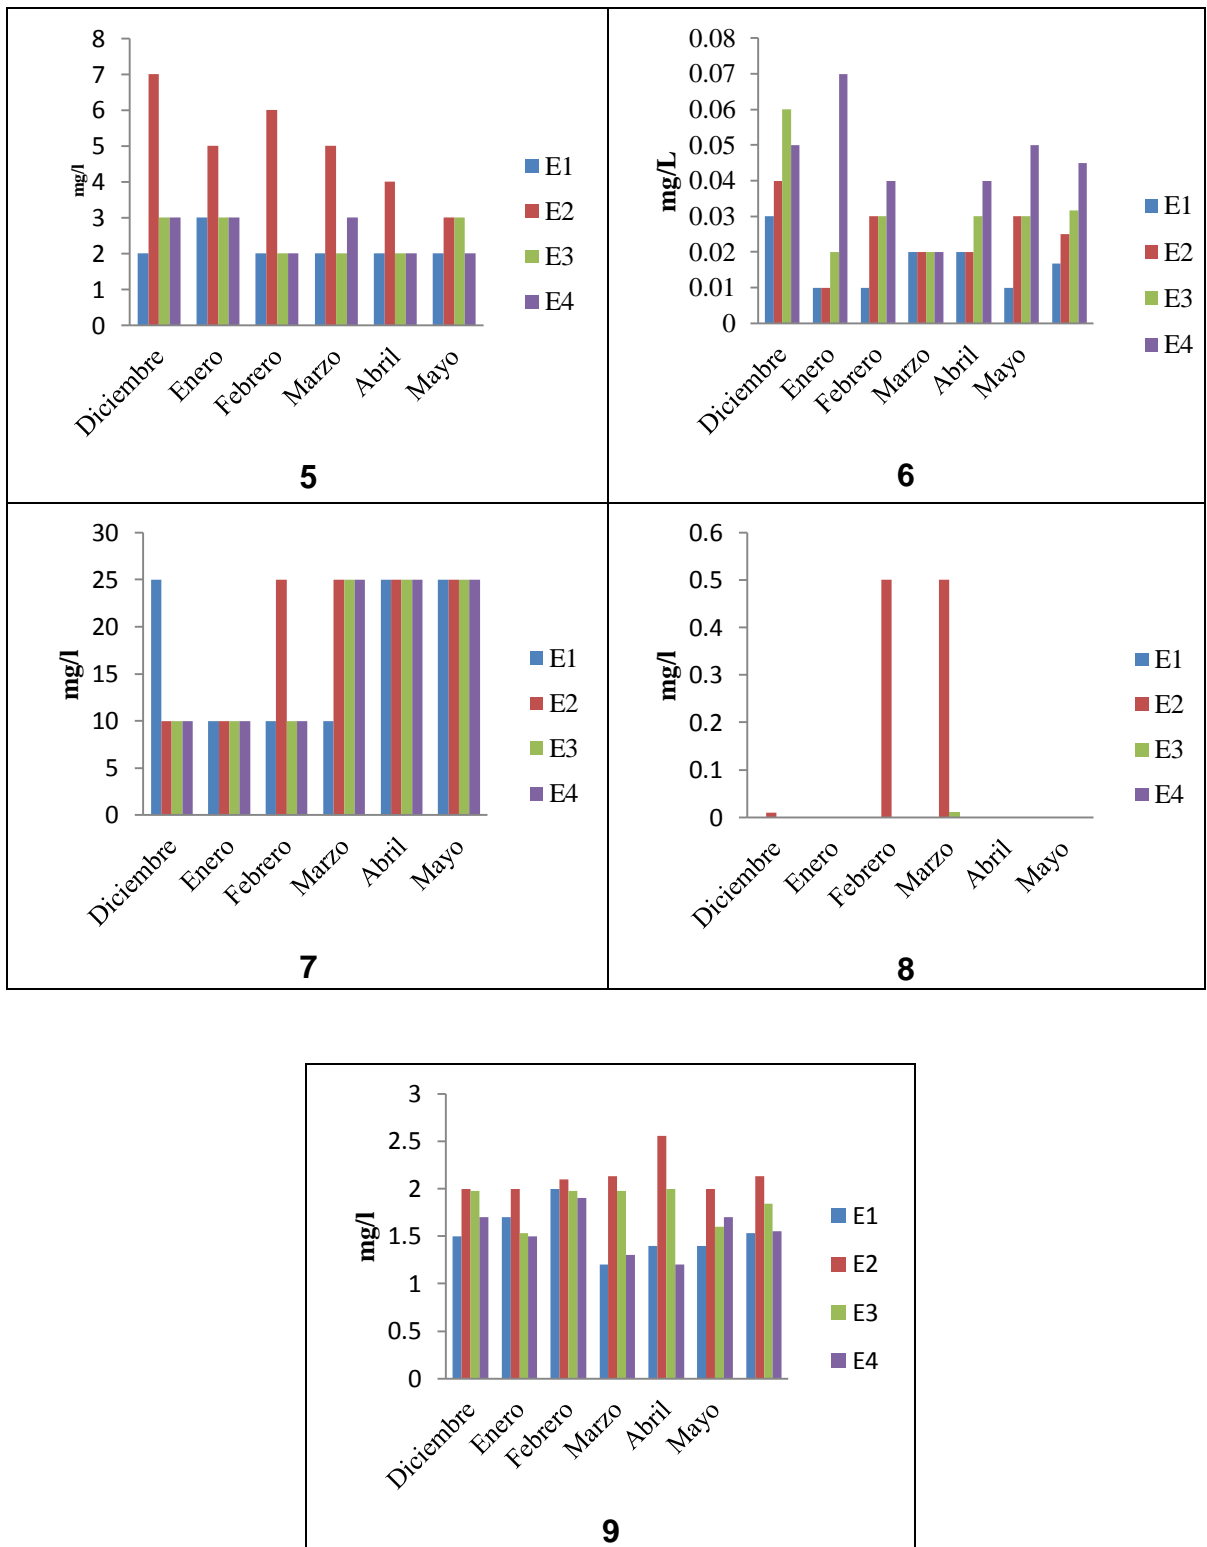 8
7
6
5
4
3
2
1
0
mg/l
Diciembre
Enero
Febrero
Marzo
Abril
Mayo
E1
E2
E3
E4
5
0.08
0.07
0.06
0.05
0.04
0.03
0.02
0.01
0
mg/L
Diciembre
Enero
Febrero
Marzo
Abril
Mayo
E1
E2
E3
E4
6
30
25
20
15
10
5
0
mg/l
Diciembre
Enero
Febrero
Marzo
Abril
Mayo
E1
E2
E3
E4
7
0.6
0.5
0.4
0.3
0.2
0.1
0
mg/l
Diciembre
Enero
Febrero
Marzo
Abril
Mayo
E1
E2
E3
E4
8
3
2.5
2
1.5
1
0.5
0
mg/l
Diciembre
Enero
Febrero
Marzo
Abril
Mayo
E1
E2
E3
E4
9